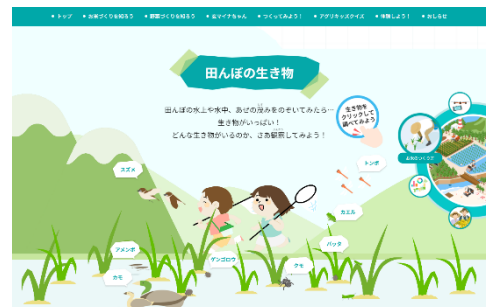 トップ
お米づくりを知ろう
野菜づくりを知ろう
玄マイナちゃん
つくってみよう！
アグリキッズクイズ
体験しよう！
おしらせ
田んぼの生き物
田んぼの水上や水中、あぜの茂みをのぞいてみたら…
生き物がいっぱい！
どんな生き物がいるのか、さあ観察してみよう！
生き物を
クリックして
調べてみよう
スズメ
トンボ
カエル
バッタ
アメンボ
ゲンゴロウ
クモ
カモ